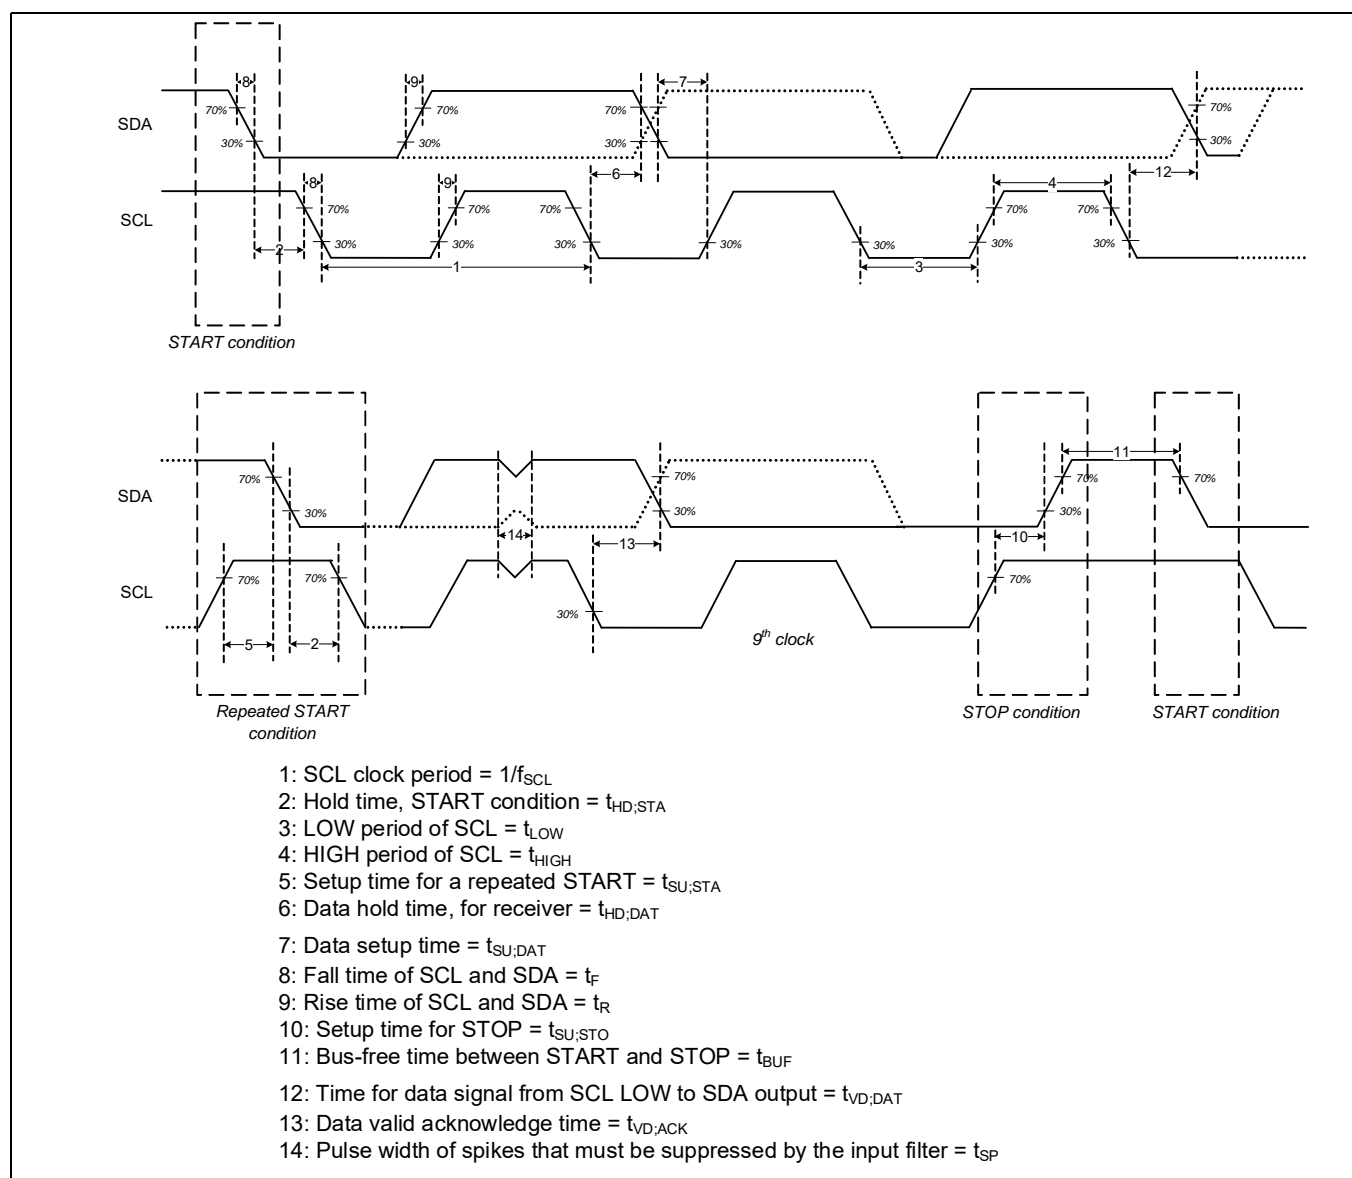 8 9 7
70% 70% 70% 70%
SDA
30% 30% 30% 30%
8 9 6 4 12
SCL
70% 70% 70% 70% 70%
30% 30% 30% 30% 30% 30% 30%
2 1 3
START condition
11
70% 70% 70% 70%
SDA
30% 30% 30%
14 13 10
SCL
70% 70% 70%
30%
5 2
9th clock
Repeated START
condition
STOP condition
START condition
1: SCL clock period = 1/fSCL
2: Hold time, START condition = tHD;STA
3: LOW period of SCL = tLOW
4: HIGH period of SCL = tHIGH
5: Setup time for a repeated START = tSU;STA
6: Data hold time, for receiver = tHD;DAT
7: Data setup time = tSU;DAT
8: Fall time of SCL and SDA = tF
9: Rise time of SCL and SDA = tR
10: Setup time for STOP = tSU;STO
11: Bus-free time between START and STOP = tBUF
12: Time for data signal from SCL LOW to SDA output = tVD;DAT
13: Data valid acknowledge time = tVD;ACK
14: Pulse width of spikes that must be suppressed by the input filter = tSP